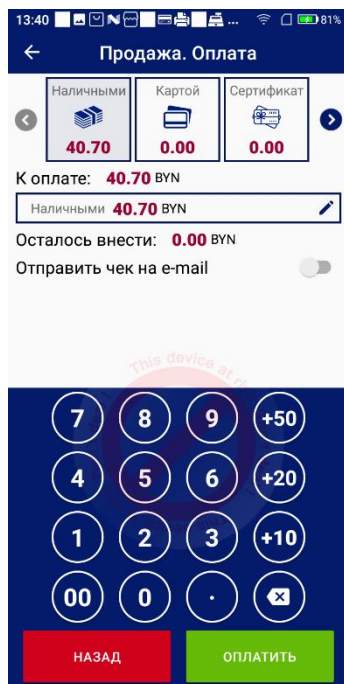 13:40 ... 81%
Продажа. Оплата
Наличными Картой Сертификат
40.70 0.00 0.00
К оплате: 40.70 BYN
Наличными 40.70 BYN
Осталось внести: 0.00 BYN
Отправить чек на e-mail
This device
7 8 9 +50
4 5 6 +20
1 2 3 +10
00 0 .
НАЗАД ОПЛАТИТЬ